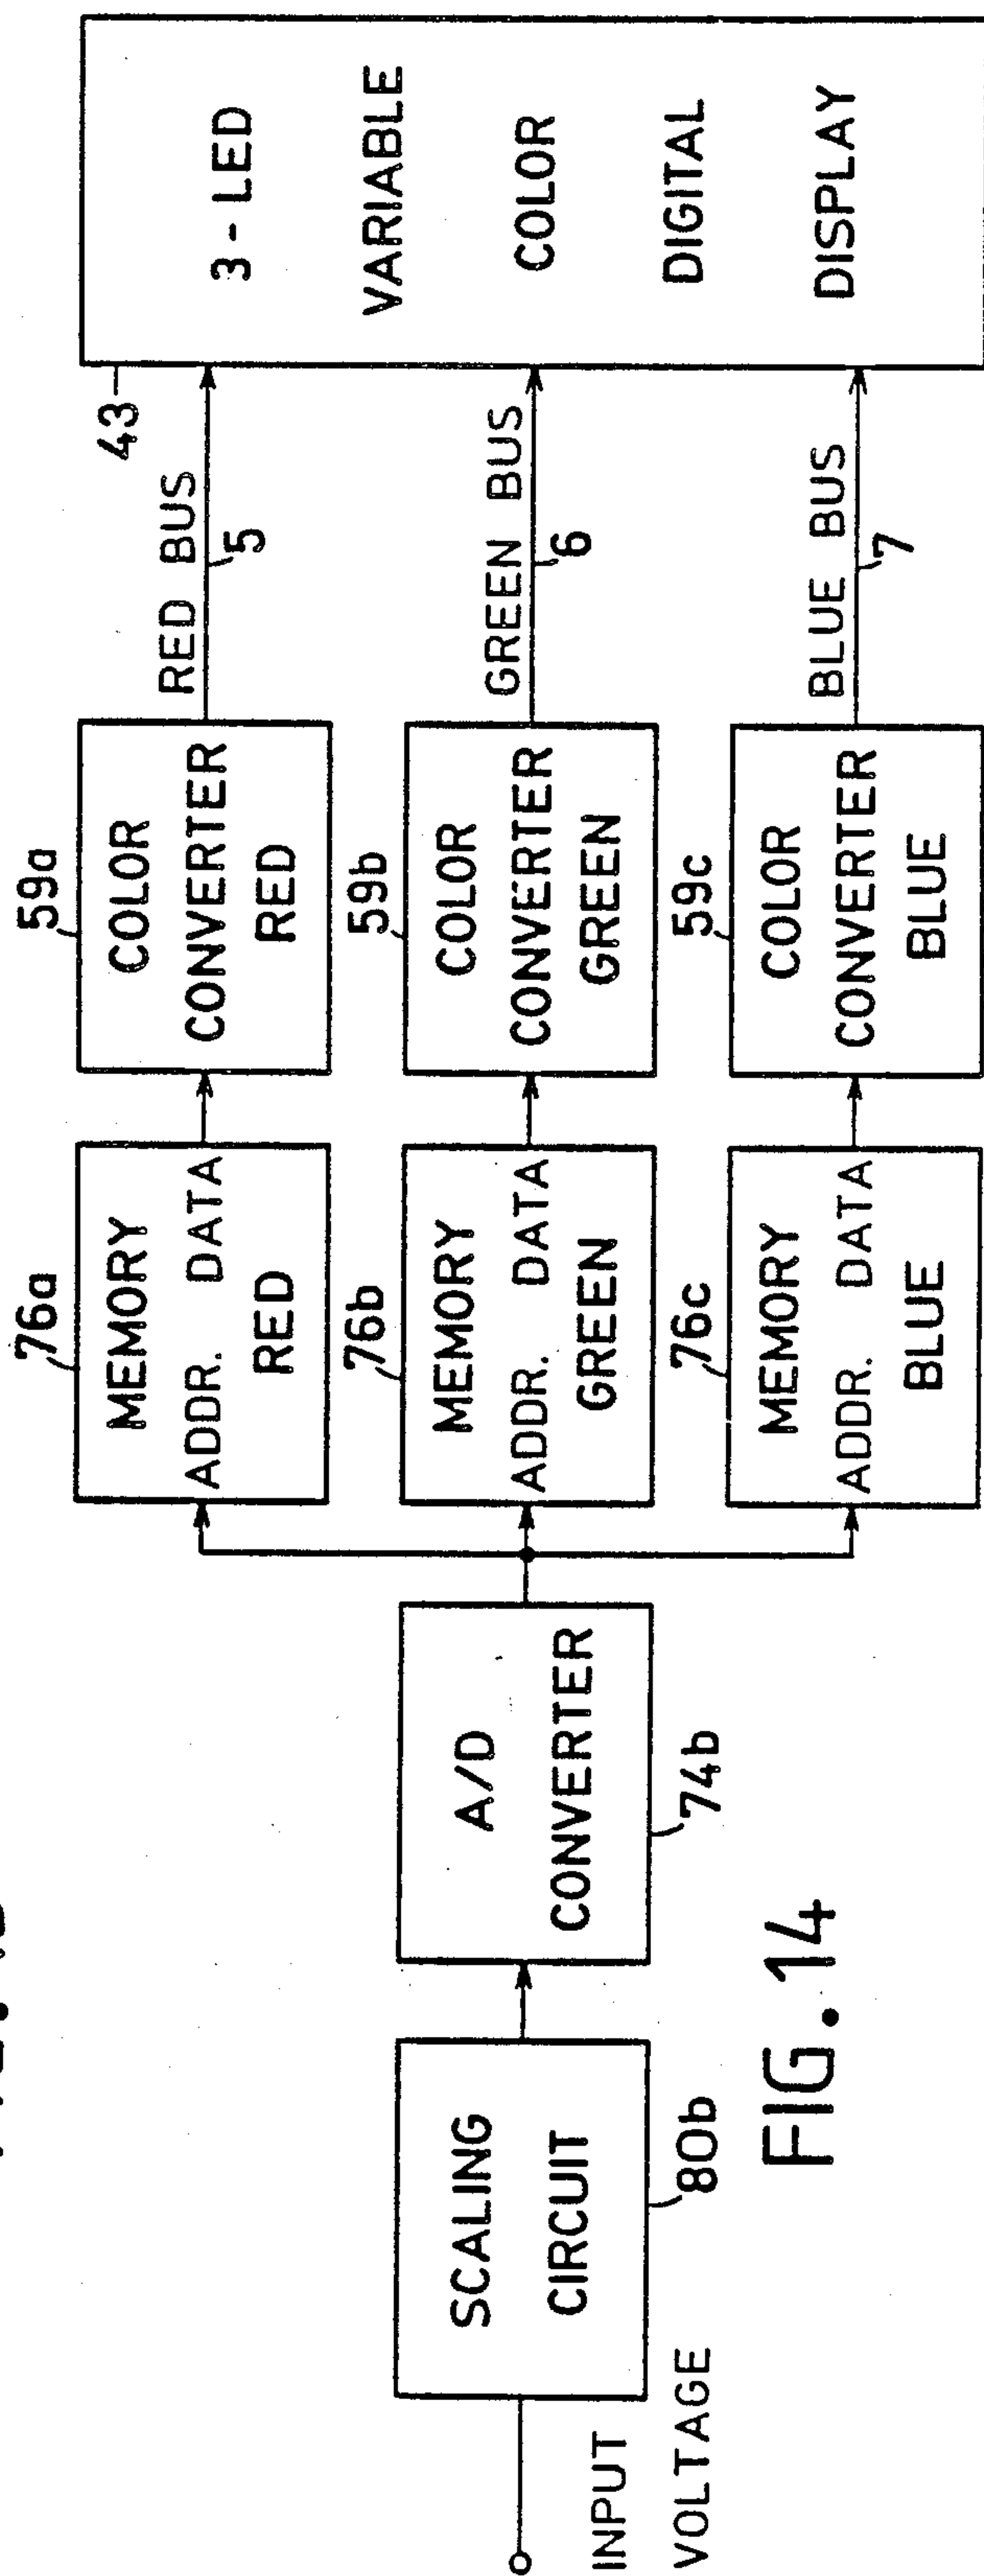 INPUT
VOLTAGE
SCALING
CIRCUIT
80b
A/D
CONVERTER
74b
76a
MEMORY
ADDR. DATA
RED
76b
MEMORY
ADDR. DATA
GREEN
76c
MEMORY
ADDR. DATA
BLUE
59a
COLOR
CONVERTER
RED
59b
COLOR
CONVERTER
GREEN
59c
COLOR
CONVERTER
BLUE
RED BUS
5
GREEN BUS
6
BLUE BUS
7
43
3-LED
VARIABLE
COLOR
DIGITAL
DISPLAY
FIG. 14